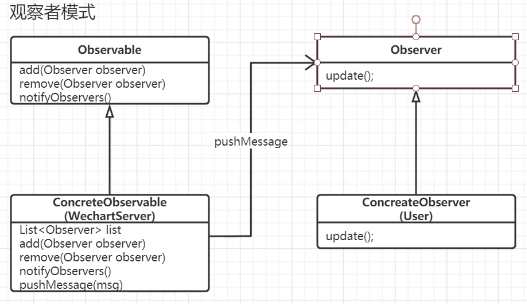 观察者模式
Observable
add(Observer observer)
remove(Observer observer)
notifyObservers()
Observer
update();
pushMessage
ConcreteObservable
(WechartServer)
List<Observer> list
add(Observer observer)
remove(Observer observer)
notifyObservers()
pushMessage(msg)
ConcreateObserver
(User)
update();